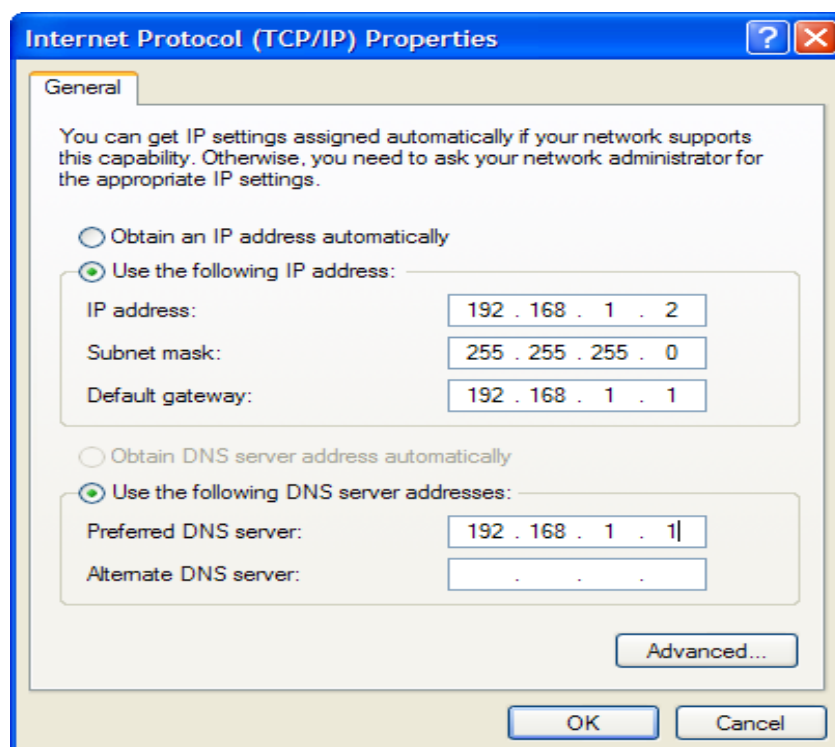 Internet Protocol (TCP/IP) Properties
General
You can get IP settings assigned automatically if your network supports
this capability. Otherwise, you need to ask your network administrator for
the appropriate IP settings.
Obtain an IP address automatically
Use the following IP address:
IP address: 192 . 168 . 1 . 2
Subnet mask: 255 . 255 . 255 . 0
Default gateway: 192 . 168 . 1 . 1
Obtain DNS server address automatically
Use the following DNS server addresses:
Preferred DNS server: 192 . 168 . 1 . 1
Alternate DNS server: . . .
Advanced...
OK Cancel